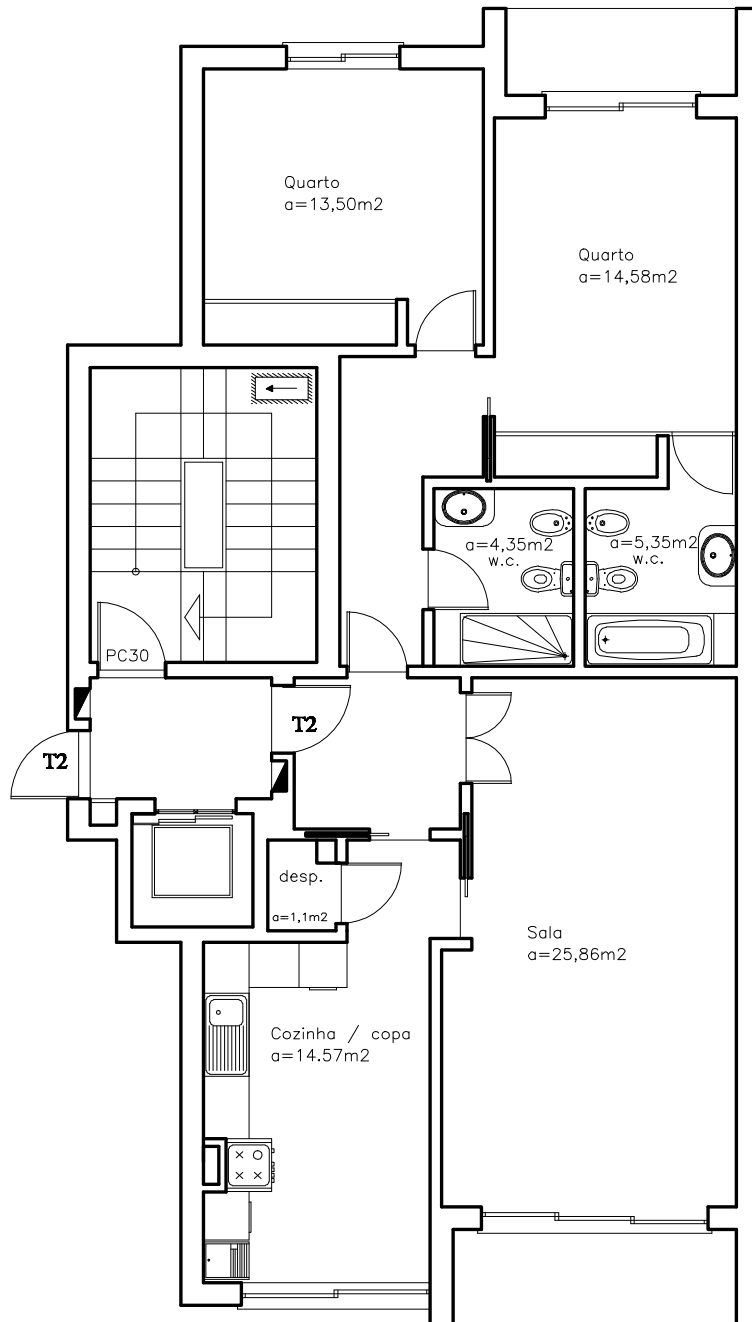 Quarto
a=13,50m2
Quarto
a=14,58m2
a=4,35m2
w.c.
a=5,35m2
w.c.
PC30
T2
T2
desp.
a=1,1m2
Sala
a=25,86m2
Cozinha / copa
a=14.57m2